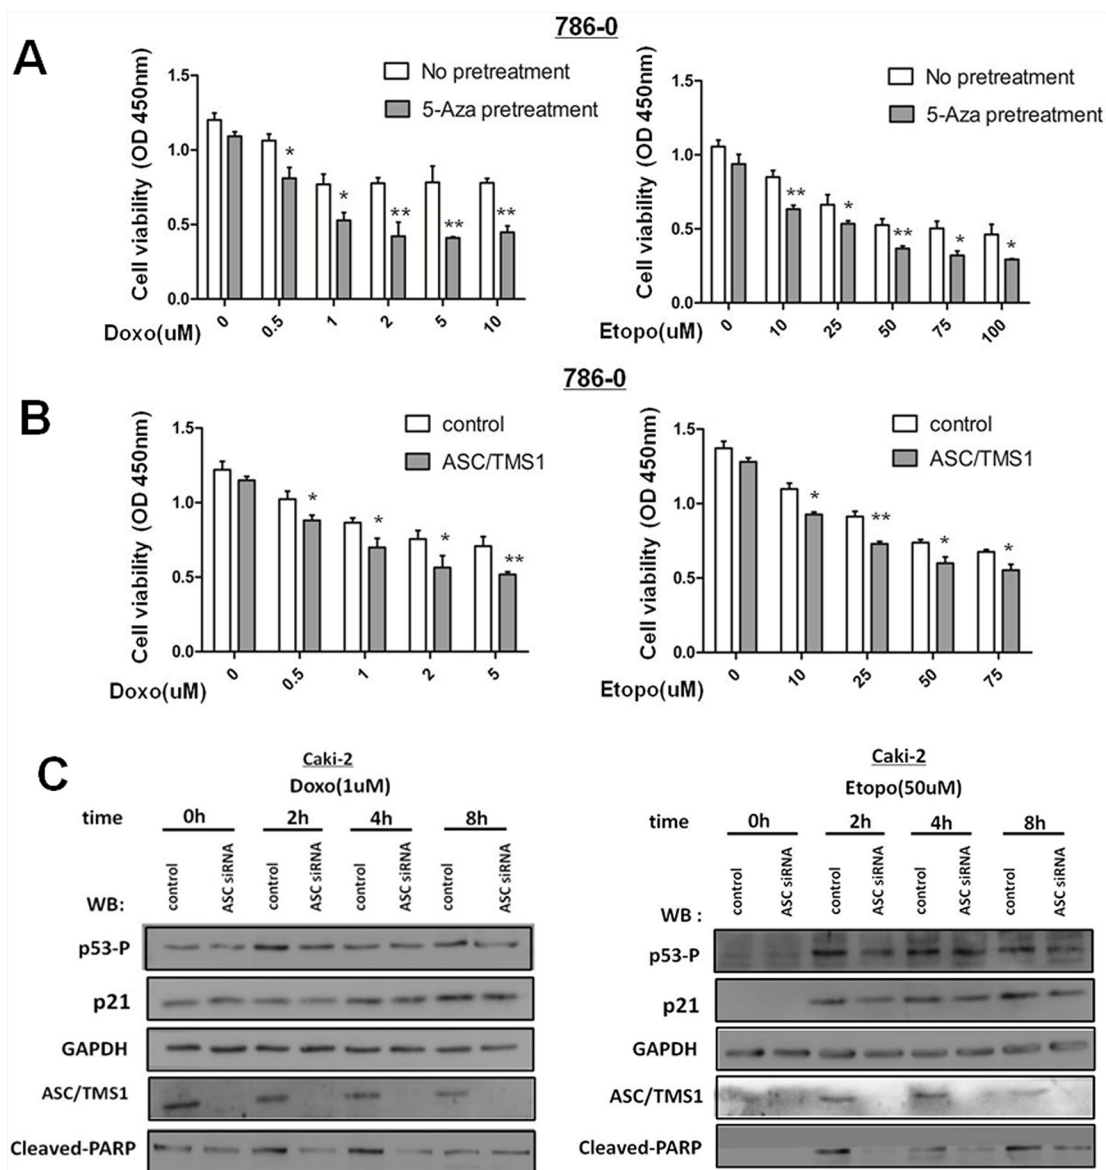 A
786-0
Cell viability (OD 450nm)
1.5
1.0
0.5
0.0
No pretreatment
5-Aza pretreatment
* * ** ** **
0 0.5 1 2 5 10
Doxo(uM)
Cell viability (OD 450nm)
1.5
1.0
0.5
0.0
No pretreatment
5-Aza pretreatment
** * ** * *
0 10 25 50 75 100
Etopo(uM)
786-0
B
Cell viability (OD 450nm)
1.5
1.0
0.5
0.0
control
ASC/TMS1
* * * **
0 0.5 1 2 5
Doxo(uM)
Cell viability (OD 450nm)
1.5
1.0
0.5
0.0
control
ASC/TMS1
* ** * *
0 10 25 50 75
Etopo(uM)
C
Caki-2
Doxo(1uM)
time 0h 2h 4h 8h
WB: control ASC siRNA control ASC siRNA control ASC siRNA control ASC siRNA
p53-P
p21
GAPDH
ASC/TMS1
Cleaved-PARP
Caki-2
Etopo(50uM)
time 0h 2h 4h 8h
WB : control ASC siRNA control ASC siRNA control ASC siRNA control ASC siRNA
p53-P
p21
GAPDH
ASC/TMS1
Cleaved-PARP